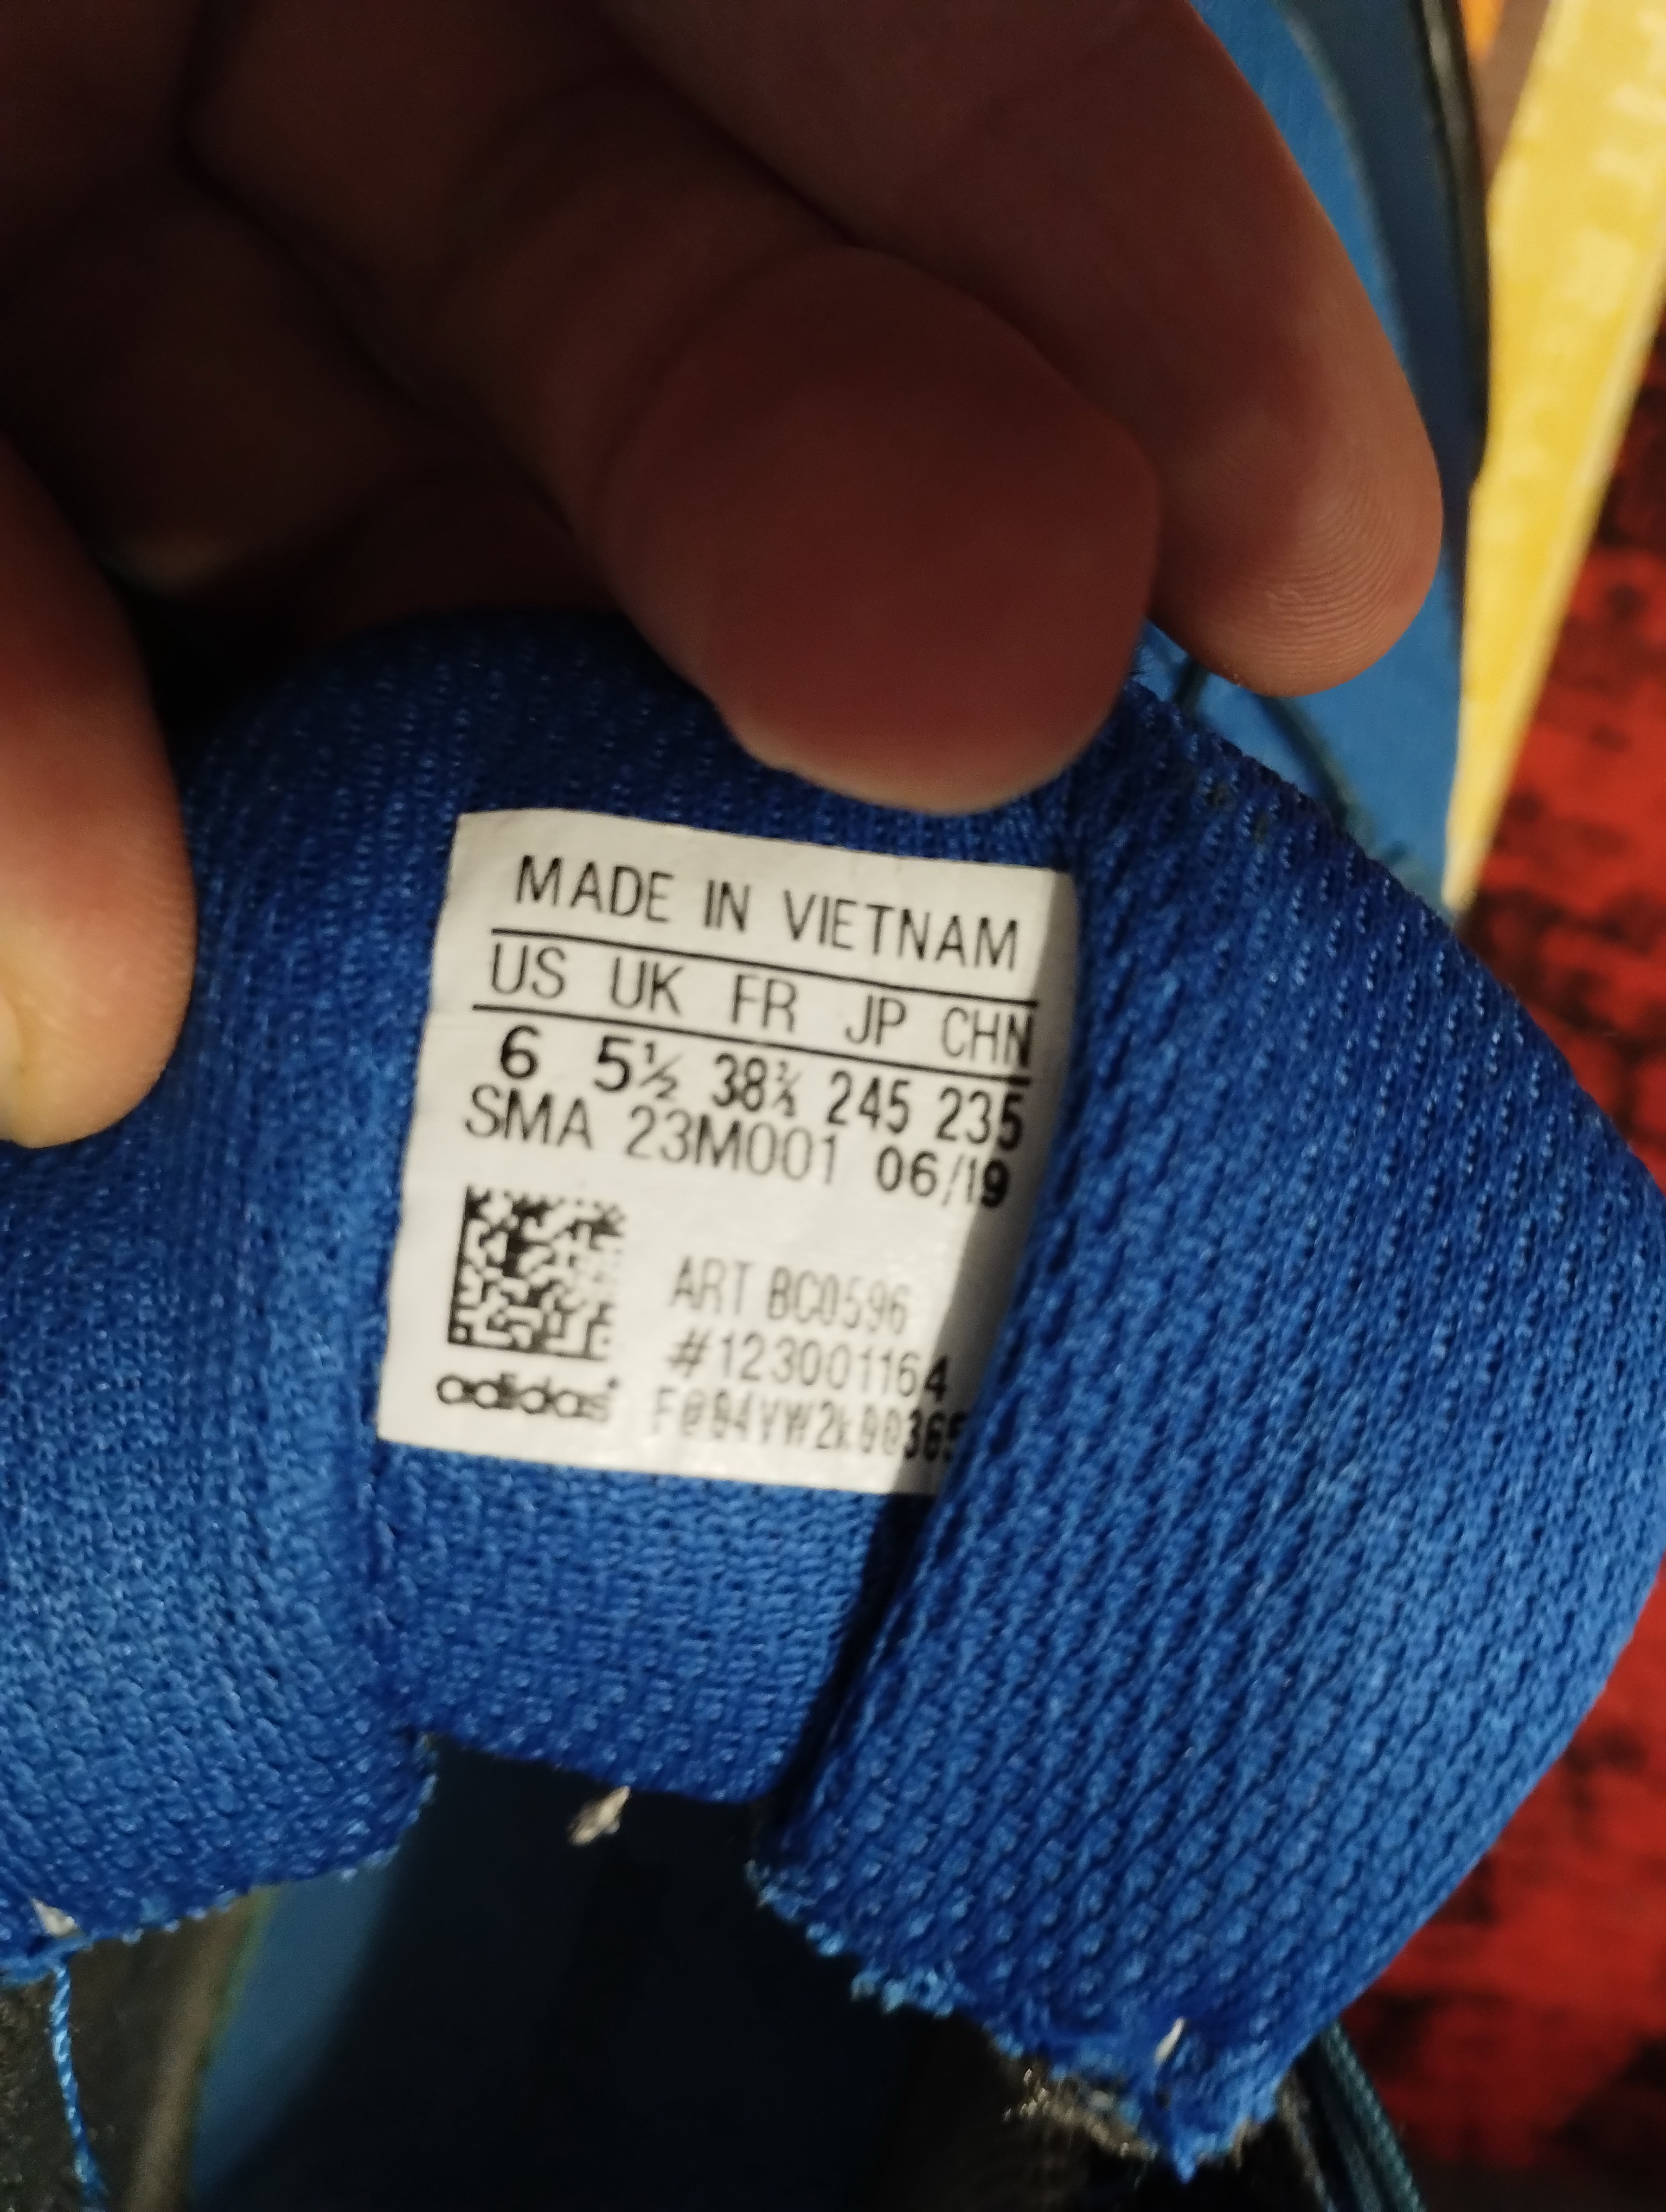 MADE IN VIETNAM
US UK FR JP CHN
6 5½ 38⅔ 245 235
SMA 23M001 06/19
ART BC0596
#123001164
adidas